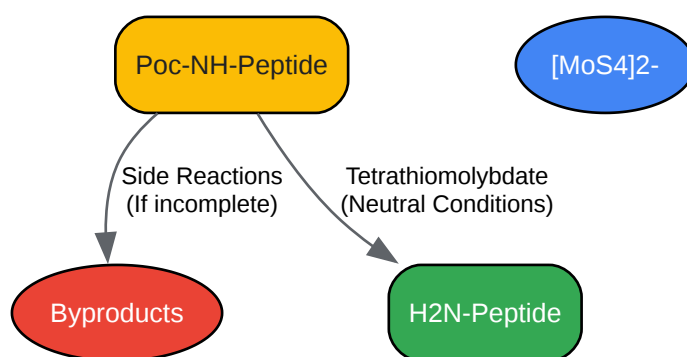 Poc-NH-Peptide
[MoS4]2-
Side Reactions
(If incomplete)
Tetrathiomolybdate
(Neutral Conditions)
Byproducts
H2N-Peptide